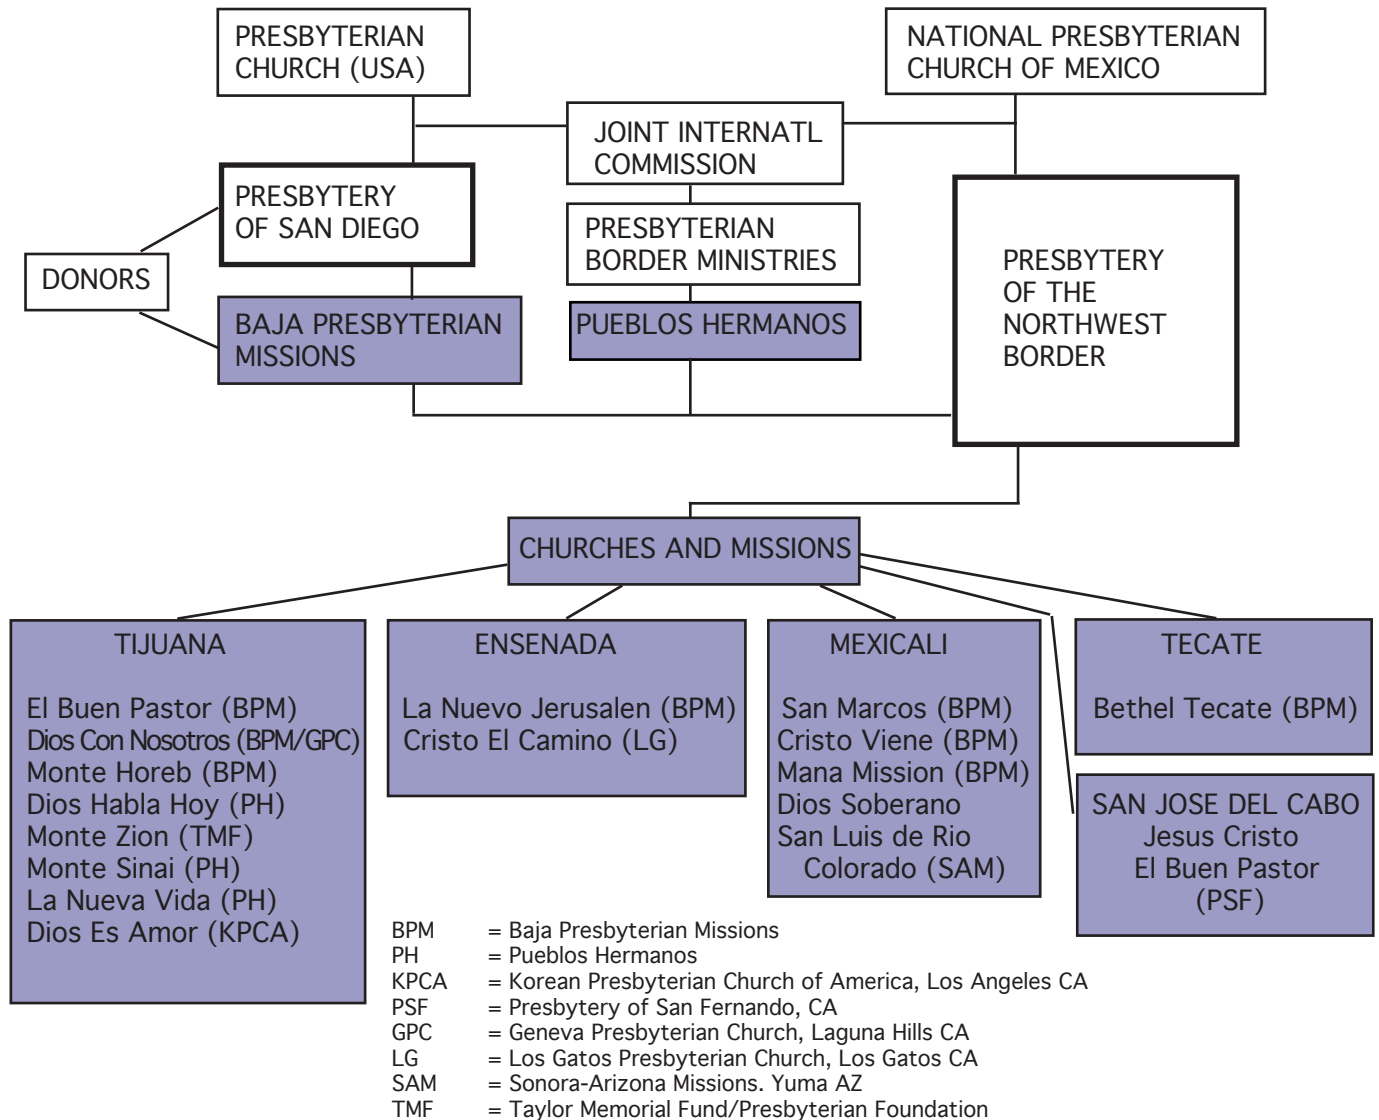 PRESBYTERIAN
CHURCH (USA)
NATIONAL PRESBYTERIAN
CHURCH OF MEXICO
JOINT INTERNATL
COMMISSION
PRESBYTERY
OF SAN DIEGO
PRESBYTERIAN
BORDER MINISTRIES
PRESBYTERY
OF THE
NORTHWEST
BORDER
DONORS
BAJA PRESBYTERIAN
MISSIONS
PUEBLOS HERMANOS
CHURCHES AND MISSIONS
TIJUANA
El Buen Pastor (BPM)
Dios Con Nosotros (BPM/GPC)
Monte Horeb (BPM)
Dios Habla Hoy (PH)
Monte Zion (TMF)
Monte Sinai (PH)
La Nueva Vida (PH)
Dios Es Amor (KPCA)
ENSENADA
La Nuevo Jerusalen (BPM)
Cristo El Camino (LG)
MEXICALI
San Marcos (BPM)
Cristo Viene (BPM)
Mana Mission (BPM)
Dios Soberano
San Luis de Rio
Colorado (SAM)
TECATE
Bethel Tecate (BPM)
SAN JOSE DEL CABO
Jesus Cristo
El Buen Pastor
(PSF)
BPM = Baja Presbyterian Missions
PH = Pueblos Hermanos
KPCA = Korean Presbyterian Church of America, Los Angeles CA
PSF = Presbytery of San Fernando, CA
GPC = Geneva Presbyterian Church, Laguna Hills CA
LG = Los Gatos Presbyterian Church, Los Gatos CA
SAM = Sonora-Arizona Missions. Yuma AZ
TMF = Taylor Memorial Fund/Presbyterian Foundation